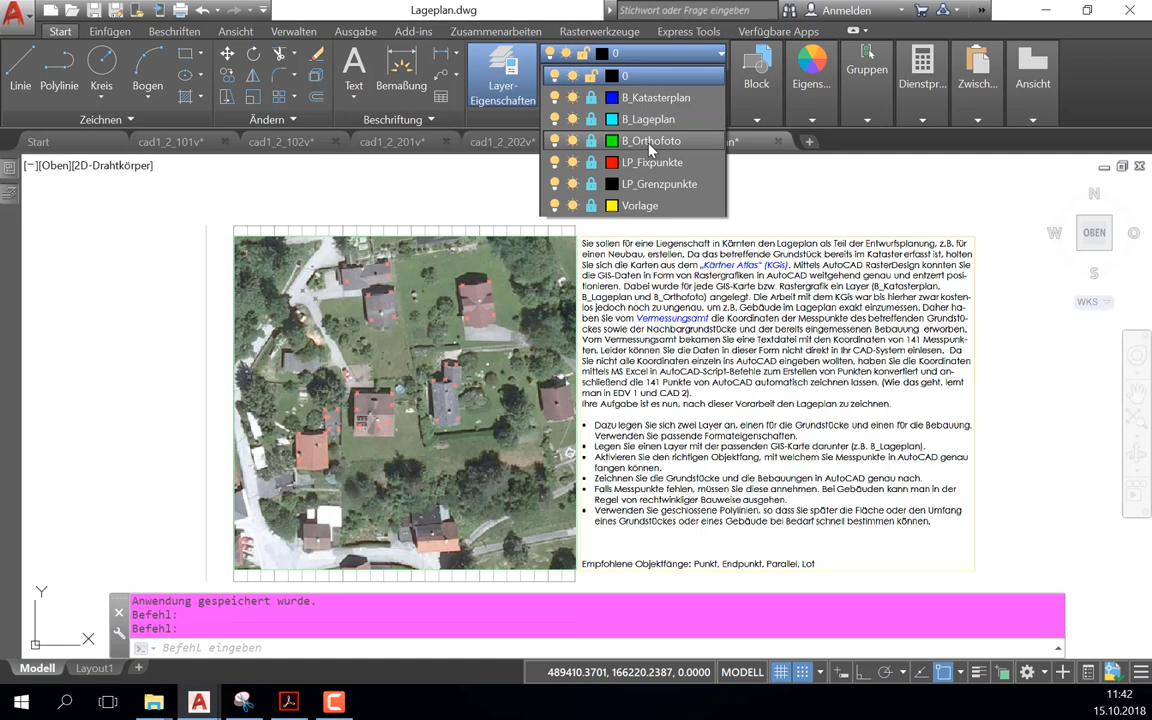 Lageplan.dwg
Stichwort oder Frage eingeben
Anmelden
Start Einfügen Beschriften Ansicht Verwalten Ausgabe Add-ins Zusammenarbeiten Rasterwerkzeuge Express Tools Verfügbare Apps
0
Linie Polylinie Kreis Bogen
Text Bemaßung
Layer-
Eigenschaften
Block Eigens... Gruppen Dienstpr... Zwisch... Ansicht
Zeichnen Ändern Beschriftung
0
B_Katasterplan
B_Lageplan
B_Orthofoto
LP_Fixpunkte
LP_Grenzpunkte
Vorlage
Start cad1_2_101v* cad1_2_102v* cad1_2_201v* cad1_2_202v*
[−][Oben][2D-Drahtkörper]
N
W OBEN O
S
WKS
Sie sollen für eine Liegenschaft in Kärnten den Lageplan als Teil der Entwurfsplanung, z.B. für
einen Neubau, erstellen. Da das betreffende Grundstück bereits im Kataster erfasst ist, holten
Sie sich die Karten aus dem „Kärtner Atlas“ (KGis). Mittels AutoCAD RasterDesign konnten Sie
die GIS-Daten in Form von Rastergrafiken in AutoCAD weitgehend genau und entzerrt posi-
tionieren. Dabei wurde für jede GIS-Karte bzw. Rastergrafik ein Layer (B_Katasterplan,
B_Lageplan und B_Orthofoto) angelegt. Die Arbeit mit dem KGis war bis hierher zwar kosten-
los jedoch noch zu ungenau, um z.B. Gebäude im Lageplan exakt einzumessen. Daher ha-
ben Sie vom Vermessungsamt die Koordinaten der Messpunkte des betreffenden Grundstü-
ckes sowie der Nachbargrundstücke und der bereits eingemessenen Bebauung erworben.
Vom Vermessungsamt bekamen Sie eine Textdatei mit den Koordinaten von 141 Messpunk-
ten. Leider können Sie die Daten in dieser Form nicht direkt in Ihr CAD-System einlesen. Da
Sie nicht alle Koordinaten einzeln ins AutoCAD eingeben wollten, haben Sie die Koordinaten
mittels MS Excel in AutoCAD-Script-Befehle zum Erstellen von Punkten konvertiert und an-
schließend die 141 Punkte von AutoCAD automatisch zeichnen lassen. (Wie das geht, lernt
man in EDV 1 und CAD 2).
Ihre Aufgabe ist es nun, nach dieser Vorarbeit den Lageplan zu zeichnen.
• Dazu legen Sie sich zwei Layer an, einen für die Grundstücke und einen für die Bebauung.
Verwenden Sie passende Formateigenschaften.
• Legen Sie einen Layer mit der passenden GIS-Karte darunter (z.B. B_Lageplan).
• Aktivieren Sie den richtigen Objektfang, mit welchem Sie Messpunkte in AutoCAD genau
fangen können.
• Zeichnen Sie die Grundstücke und die Bebauungen in AutoCAD genau nach.
• Falls Messpunkte fehlen, müssen Sie diese annehmen. Bei Gebäuden kann man in der
Regel von rechtwinkliger Bauweise ausgehen.
• Verwenden Sie geschlossene Polylinien, so dass Sie später die Fläche oder den Umfang
eines Grundstückes oder eines Gebäude bei Bedarf schnell bestimmen können.
Empfohlene Objektfänge: Punkt, Endpunkt, Parallel, Lot
Y
X
Anwendung gespeichert wurde.
Befehl:
Befehl:
Befehl eingeben
Modell Layout1
489410.3701, 166220.2387, 0.0000 MODELL
11:42
15.10.2018